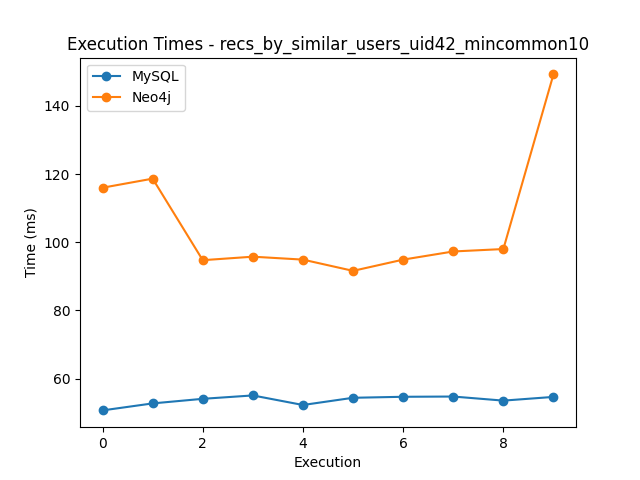 Execution Times - recs_by_similar_users_uid42_mincommon10
MySQL
Neo4j
140
120
100
80
60
Time (ms)
0 2 4 6 8
Execution